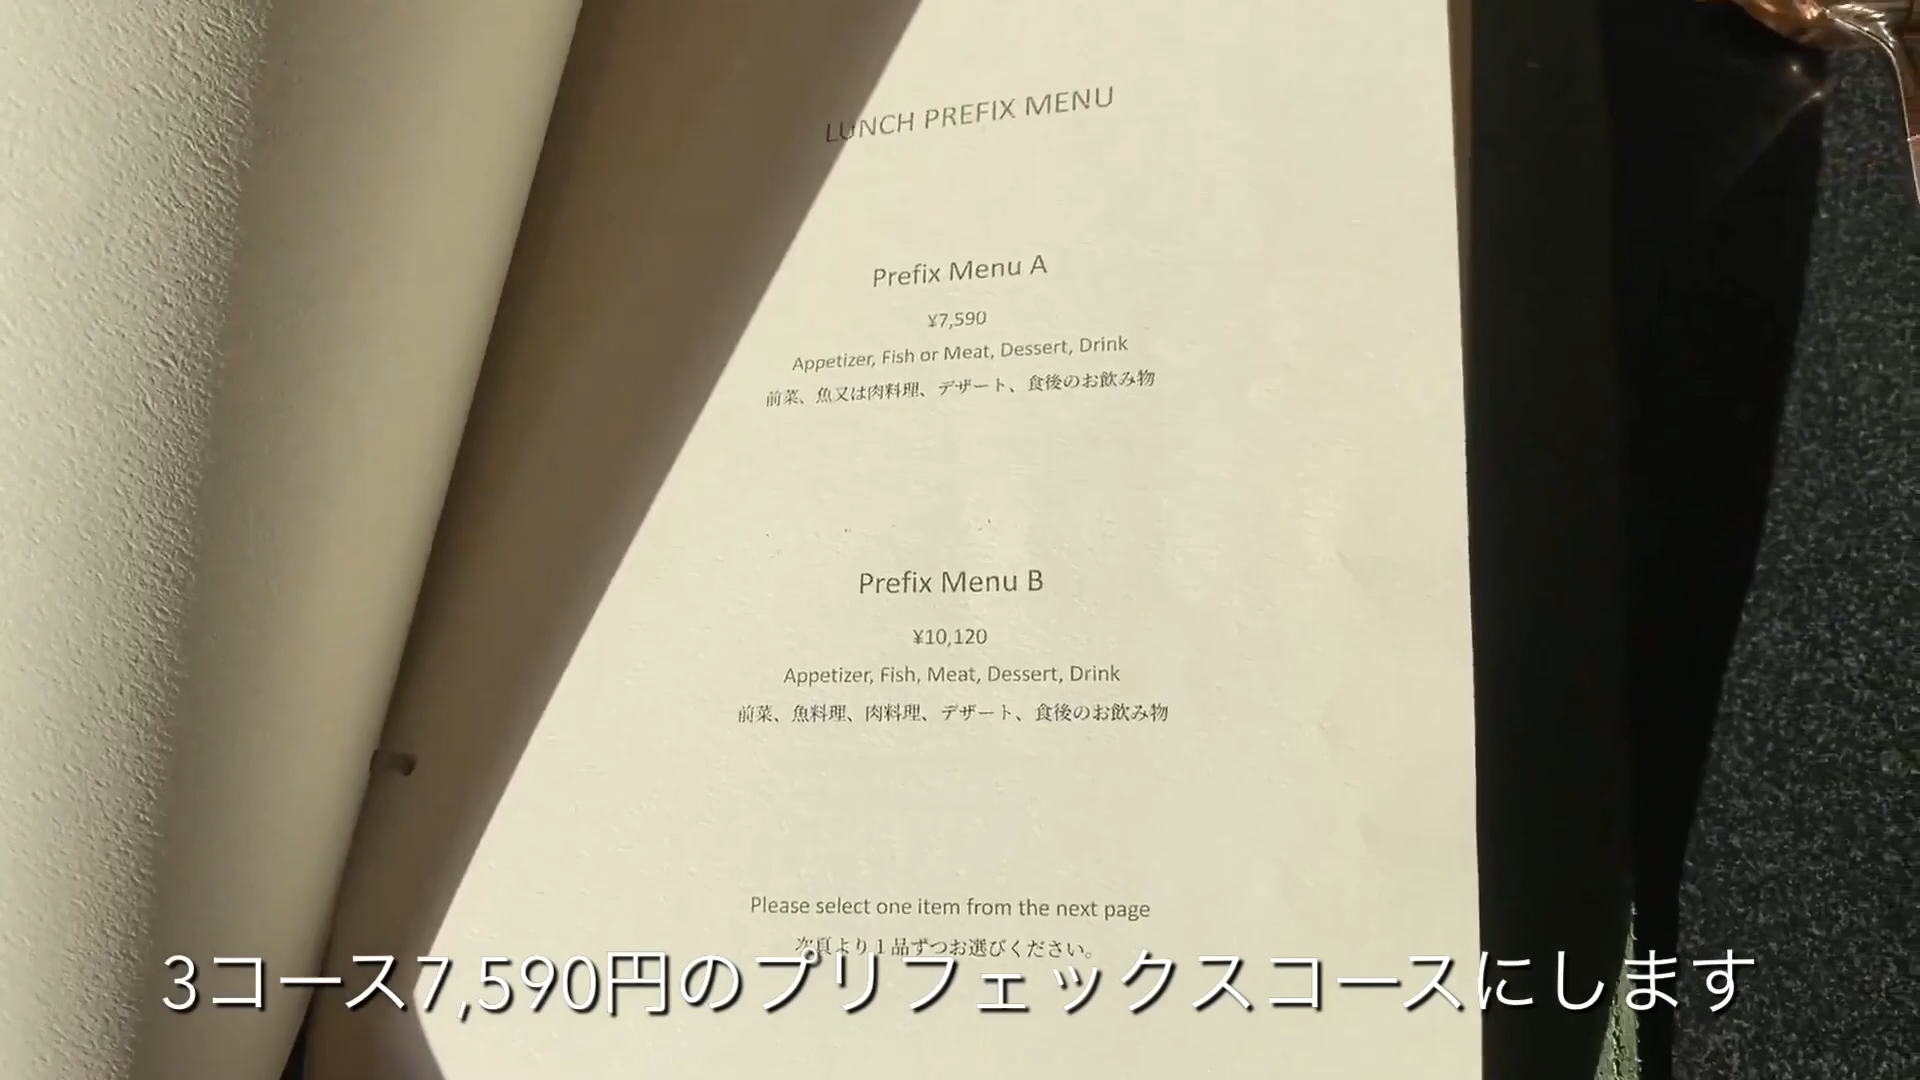 LUNCH PREFIX MENU
Prefix Menu A
¥7,590
Appetizer, Fish or Meat, Dessert, Drink
前菜、魚又は肉料理、デザート、食後のお飲み物
Prefix Menu B
¥10,120
Appetizer, Fish, Meat, Dessert, Drink
前菜、魚料理、肉料理、デザート、食後のお飲み物
Please select one item from the next page
次頁より1品ずつお選びください。
3コース7,590円のプリフェックスコースにします